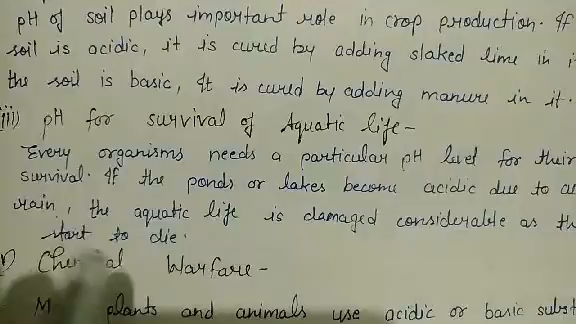 pH of soil plays important role in crop production. If
soil is acidic, it is cured by adding slaked lime in
the soil is basic, It is cured by adding manure in it.
iii) pH for survival of Aquatic life-
Every organisms needs a particular pH level for their
survival. If the ponds or lakes become acidic due to
rain, the aquatic life is damaged considerable as
start to die.
Warfare-
plants and animals use acidic or basic